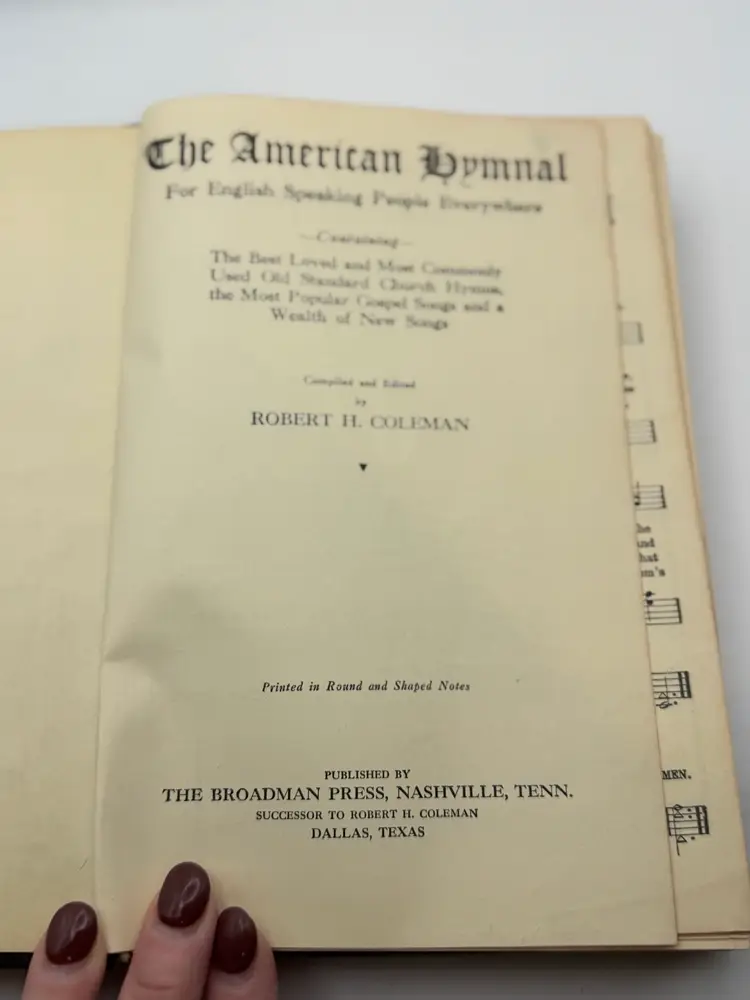 The American Hymnal
For English Speaking People Everywhere
—Containing—
The Best Loved and Most Commonly
Used Old Standard Church Hymns,
the Most Popular Gospel Songs and a
Wealth of New Songs
Compiled and Edited
by
ROBERT H. COLEMAN
Printed in Round and Shaped Notes
PUBLISHED BY
THE BROADMAN PRESS, NASHVILLE, TENN.
SUCCESSOR TO ROBERT H. COLEMAN
DALLAS, TEXAS
MEN.